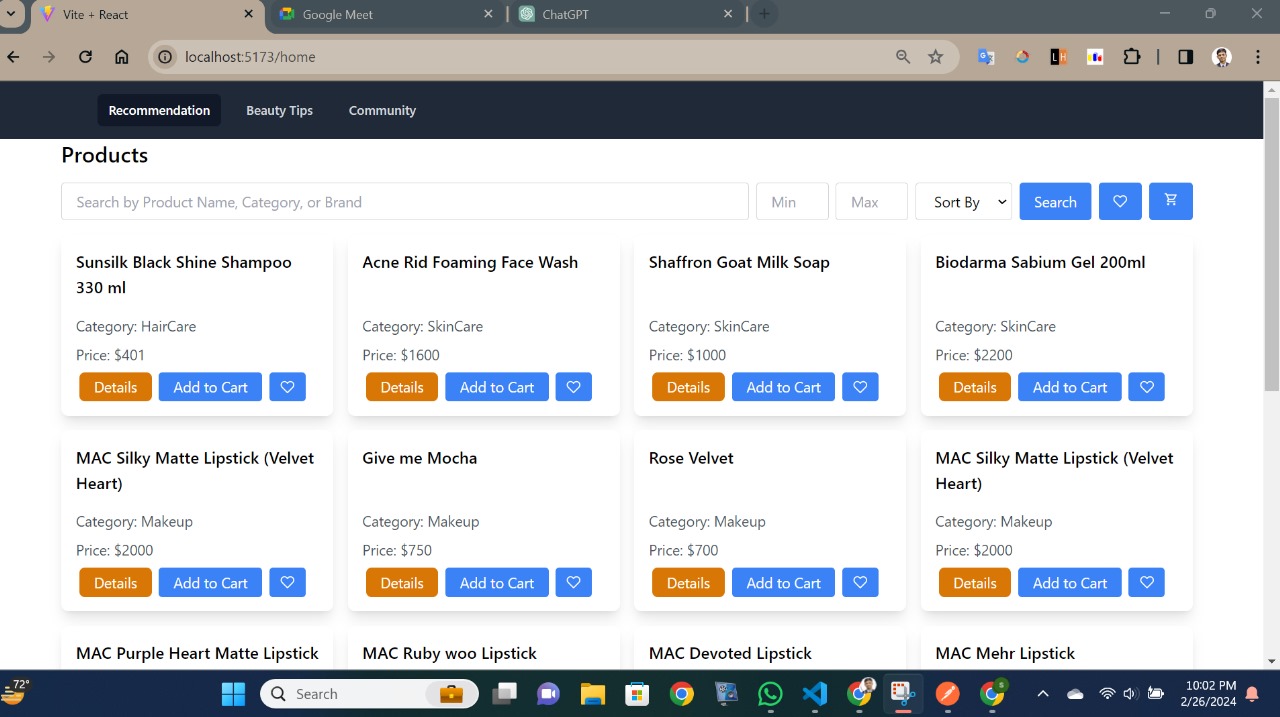 Vite + React
Google Meet
ChatGPT
localhost:5173/home
Recommendation
Beauty Tips
Community
Products
Search by Product Name, Category, or Brand
Min
Max
Sort By
Search
Sunsilk Black Shine Shampoo
330 ml
Category: HairCare
Price: $401
Details
Add to Cart
Acne Rid Foaming Face Wash
Category: SkinCare
Price: $1600
Details
Add to Cart
Shaffron Goat Milk Soap
Category: SkinCare
Price: $1000
Details
Add to Cart
Biodarma Sabium Gel 200ml
Category: SkinCare
Price: $2200
Details
Add to Cart
MAC Silky Matte Lipstick (Velvet
Heart)
Category: Makeup
Price: $2000
Details
Add to Cart
Give me Mocha
Category: Makeup
Price: $750
Details
Add to Cart
Rose Velvet
Category: Makeup
Price: $700
Details
Add to Cart
MAC Silky Matte Lipstick (Velvet
Heart)
Category: Makeup
Price: $2000
Details
Add to Cart
MAC Purple Heart Matte Lipstick
MAC Ruby woo Lipstick
MAC Devoted Lipstick
MAC Mehr Lipstick
72°
Search
10:02 PM
2/26/2024